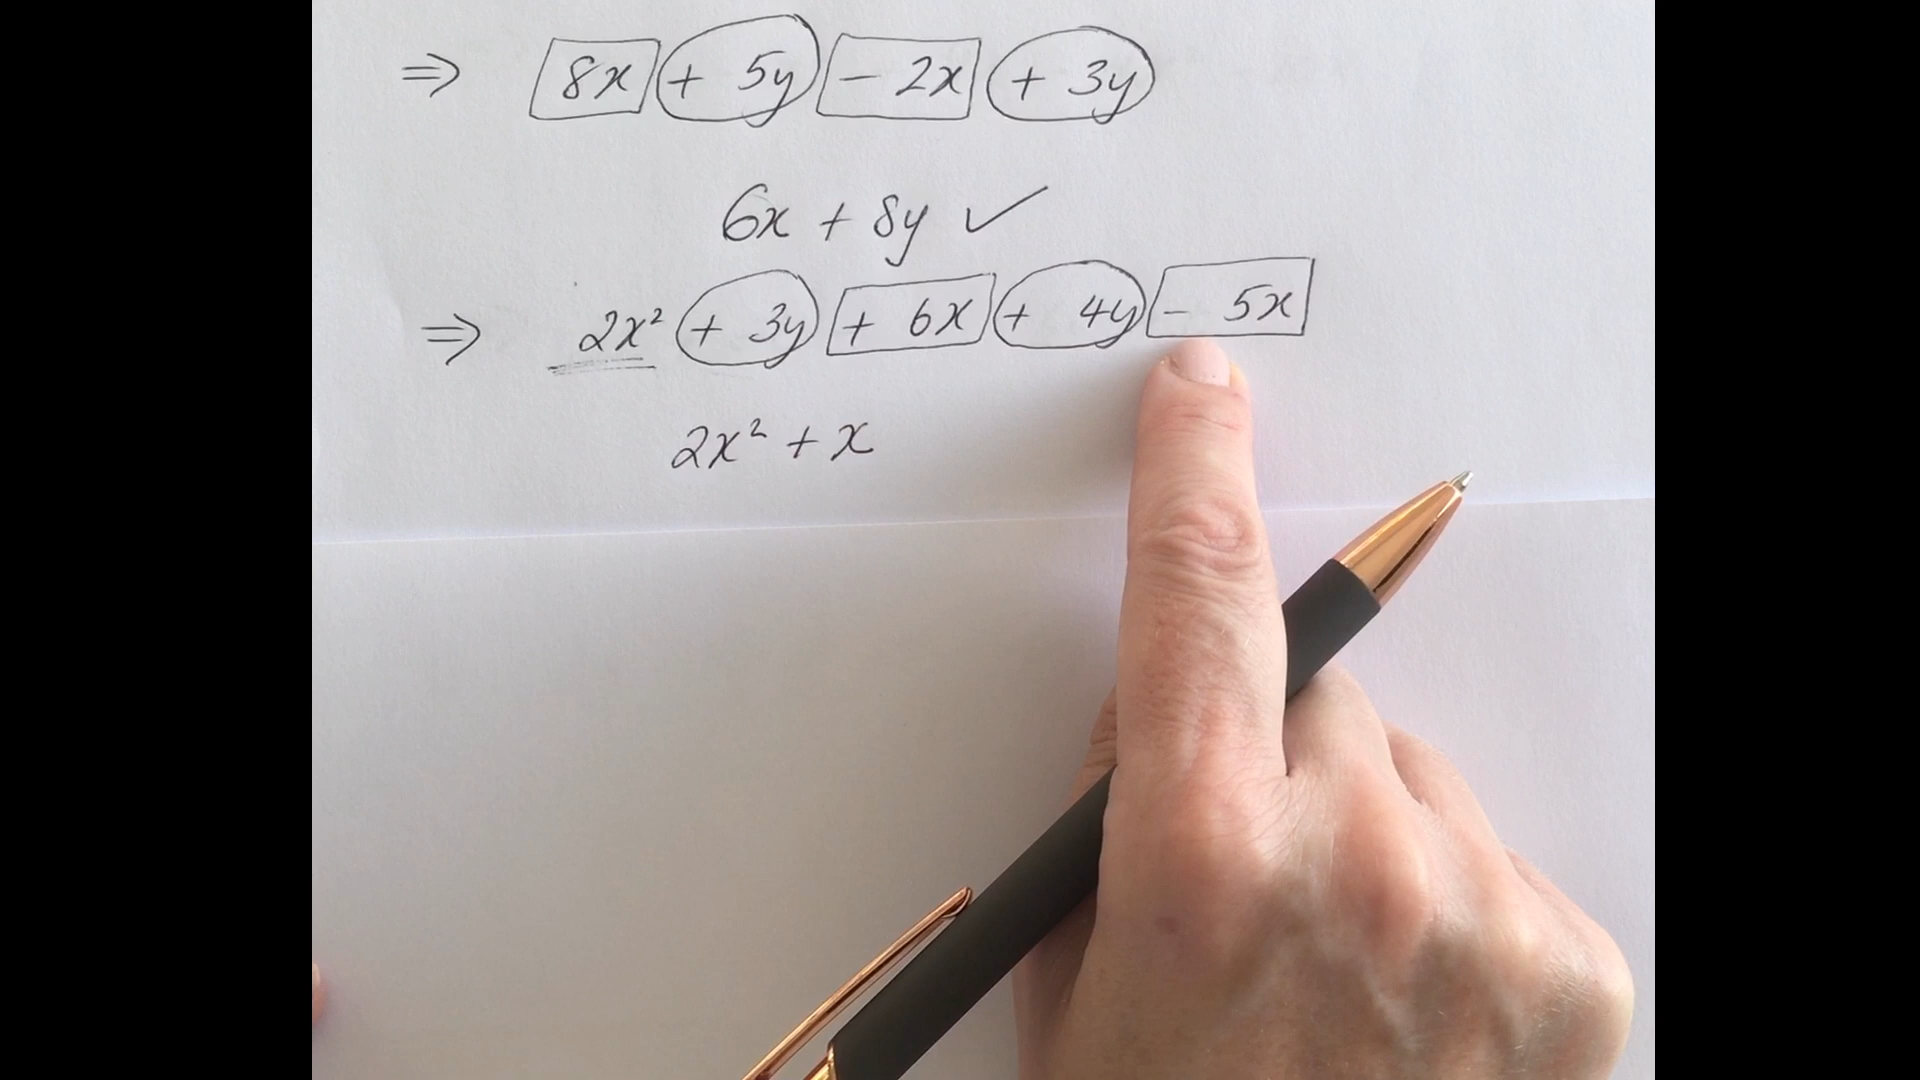 ⇒ 8x + 5y - 2x + 3y
6x + 8y ✓
⇒ 2x² + 3y + 6x + 4y - 5x
2x² + x